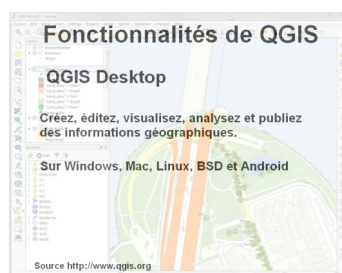 Fonctionnalités de QGIS
QGIS Desktop
Créez, éditez, visualisez, analysez et publiez
des informations géographiques.
Sur Windows, Mac, Linux, BSD et Android
Source http://www.qgis.org